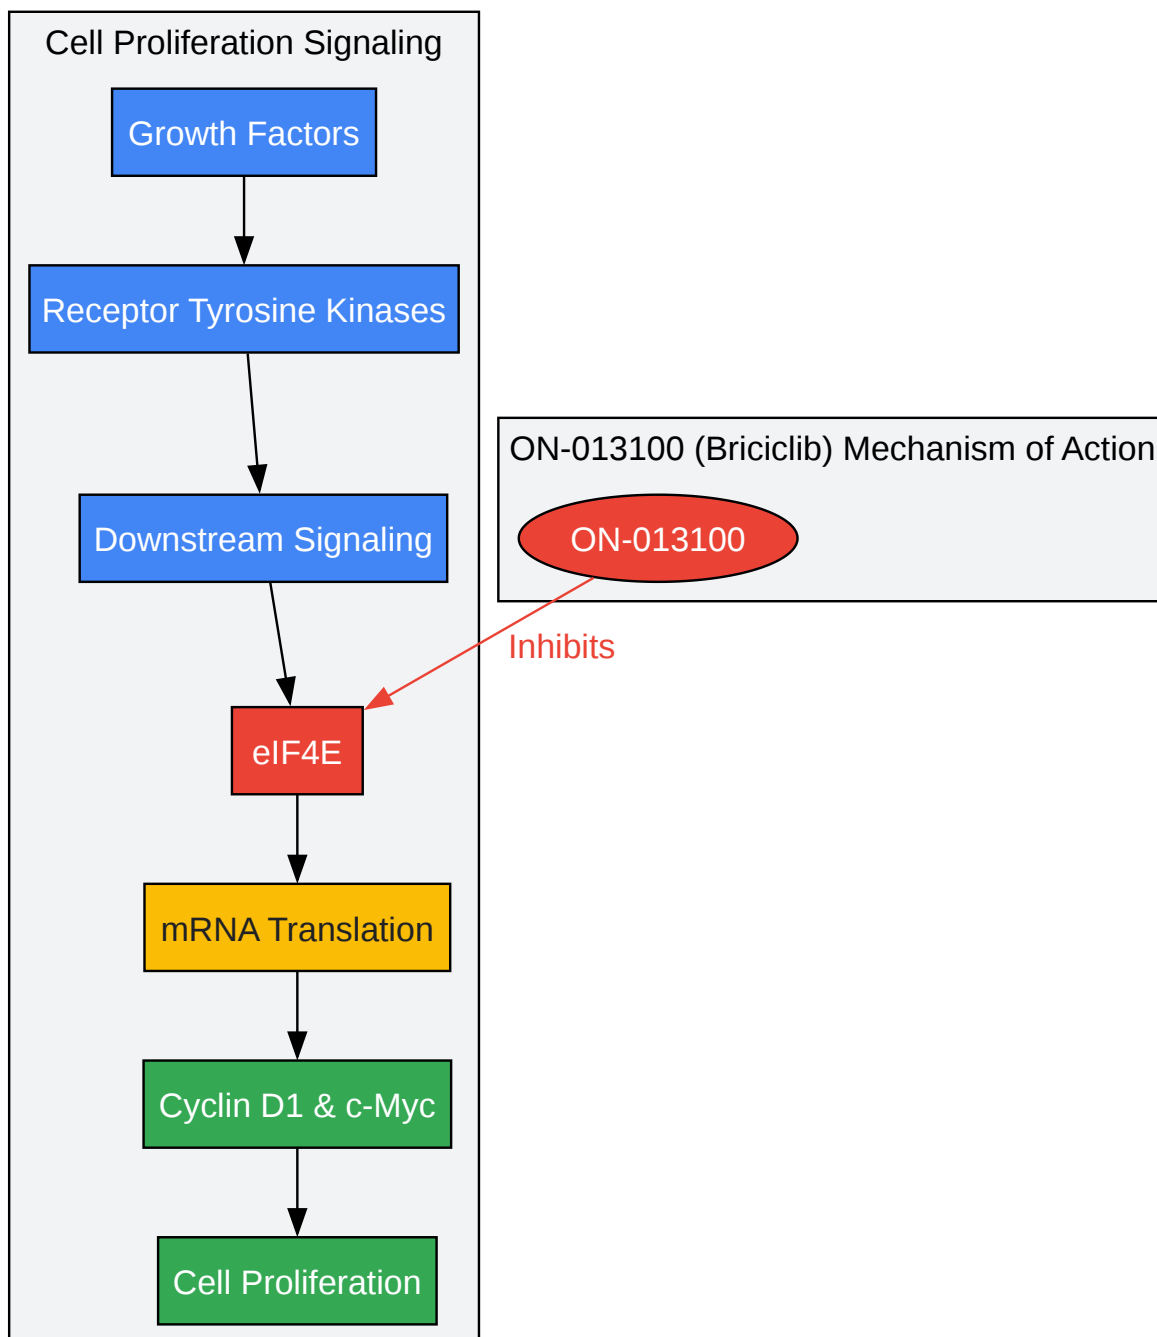 Cell Proliferation Signaling
Growth Factors
Receptor Tyrosine Kinases
ON-013100 (Briciclib) Mechanism of Action
Downstream Signaling
ON-013100
Inhibits
eIF4E
mRNA Translation
Cyclin D1 & c-Myc
Cell Proliferation